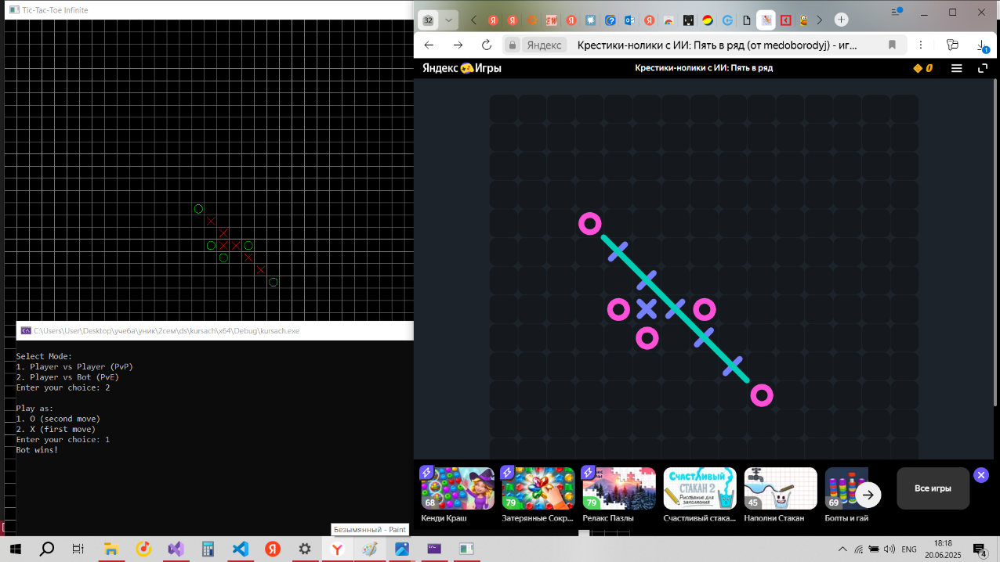 Tic-Tac-Toe Infinite
32
Яндекс
Крестики-нолики с ИИ: Пять в ряд (от medoborodyj) - иг...
1
Яндекс Игры
Крестики-нолики с ИИ: Пять в ряд
0
C:\Users\User\Desktop\учеба\уник\2сем\ds\kursach\x64\Debug\kursach.exe
Select Mode:
1. Player vs Player (PvP)
2. Player vs Bot (PvE)
Enter your choice: 2
Play as:
1. O (second move)
2. X (first move)
Enter your choice: 1
Bot wins!
68
Кенди Краш
79
Затерянные Сокр...
79
Релакс Пазлы
СЧАСТЛИВЫЙ
СТАКАН 2
Счастливый стака...
45
Наполни Стакан
69
Болты и гай
Все игры
Безымянный - Paint
ENG
18:18
20.06.2025
4